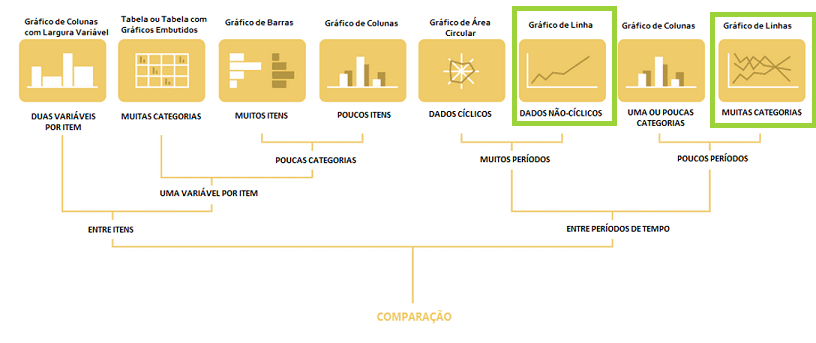 Gráfico de Colunas
com Largura Variável
Tabela ou Tabela com
Gráficos Embutidos
Gráfico de Barras
Gráfico de Colunas
Gráfico de Área
Circular
Gráfico de Linha
Gráfico de Colunas
Gráfico de Linhas
DUAS VARIÁVEIS
POR ITEM
MUITAS CATEGORIAS
MUITOS ITENS
POUCOS ITENS
DADOS CÍCLICOS
DADOS NÃO-CÍCLICOS
UMA OU POUCAS
CATEGORIAS
MUITAS CATEGORIAS
POUCAS CATEGORIAS
MUITOS PERÍODOS
POUCOS PERÍODOS
UMA VARIÁVEL POR ITEM
ENTRE ITENS
ENTRE PERÍODOS DE TEMPO
COMPARAÇÃO